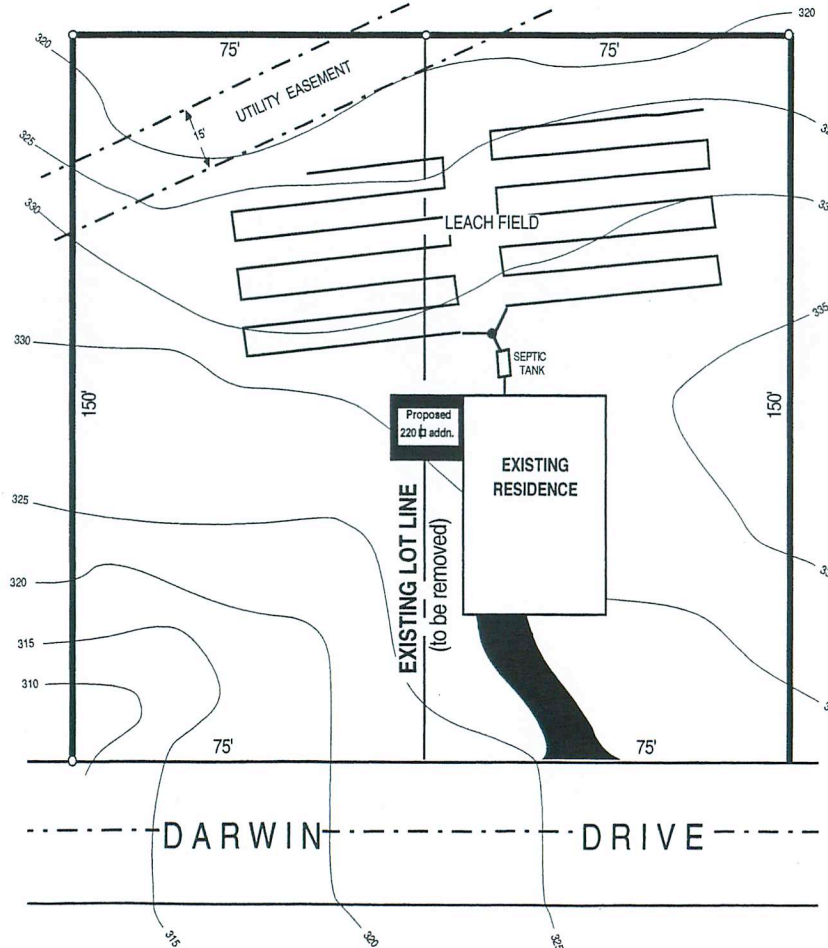 320
320
75'
75'
UTILITY EASEMENT
15'
325
330
LEACH FIELD
335
330
SEPTIC
TANK
150'
150'
Proposed
220 addn.
EXISTING
RESIDENCE
325
EXISTING LOT LINE
(to be removed)
320
315
310
75'
75'
DARWIN DRIVE
315
320